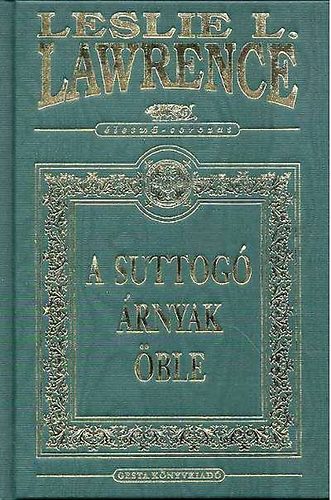 LESLIE L.
LAWRENCE
életmű-sorozat
A SUTTOGÓ
ÁRNYAK
ÖBLE
GESTA KÖNYVKIADÓ